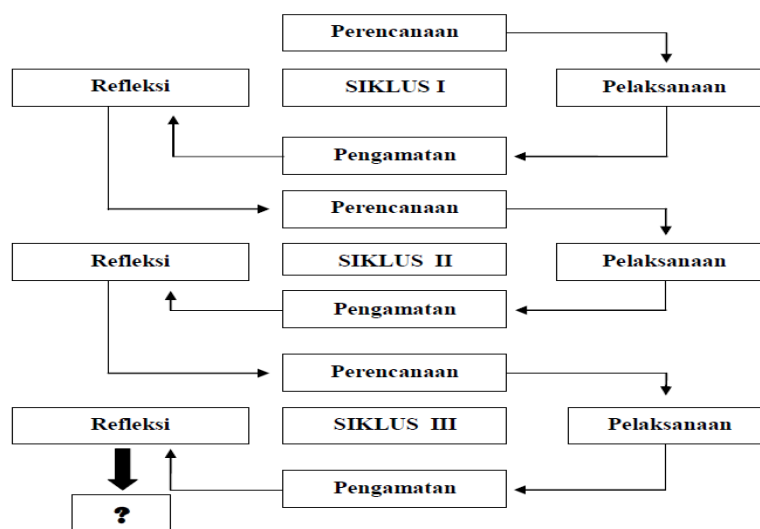 Perencanaan
Refleksi
SIKLUS I
Pelaksanaan
Pengamatan
Perencanaan
Refleksi
SIKLUS II
Pelaksanaan
Pengamatan
Perencanaan
Refleksi
SIKLUS III
Pelaksanaan
Pengamatan
?